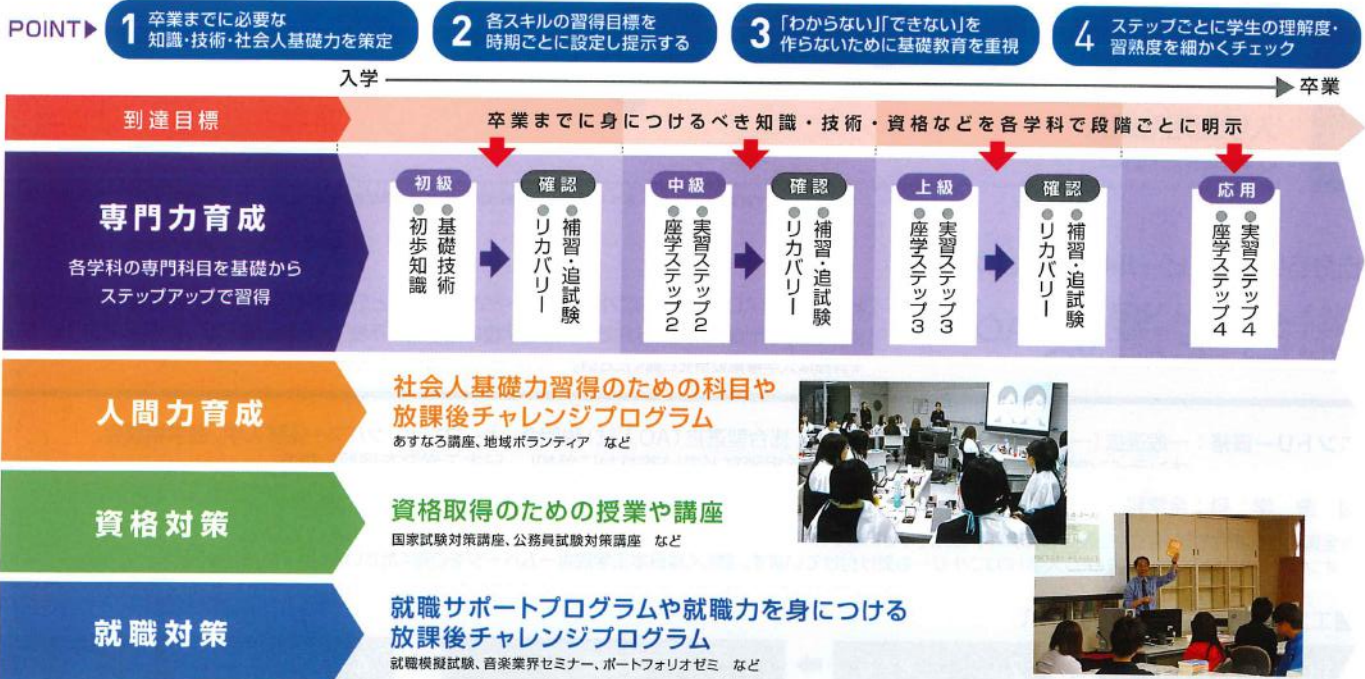 POINT▶
1 卒業までに必要な
知識・技術・社会人基礎力を策定
2 各スキルの習得目標を
時期ごとに設定し提示する
3 「わからない」「できない」を
作らないために基礎教育を重視
4 ステップごとに学生の理解度・
習熟度を細かくチェック
入学
卒業
到達目標
卒業までに身につけるべき知識・技術・資格などを各学科で段階ごとに明示
専門力育成
各学科の専門科目を基礎から
ステップアップで習得
初級
●基礎技術
●初歩知識
確認
●補習・追試験
●リカバリー
中級
●実習ステップ2
●座学ステップ2
確認
●補習・追試験
●リカバリー
上級
●実習ステップ3
●座学ステップ3
確認
●補習・追試験
●リカバリー
応用
●実習ステップ4
●座学ステップ4
人間力育成
社会人基礎力習得のための科目や
放課後チャレンジプログラム
あすなろ講座、地域ボランティア など
資格対策
資格取得のための授業や講座
国家試験対策講座、公務員試験対策講座 など
就職対策
就職サポートプログラムや就職力を身につける
放課後チャレンジプログラム
就職模擬試験、音楽業界セミナー、ポートフォリオゼミ など